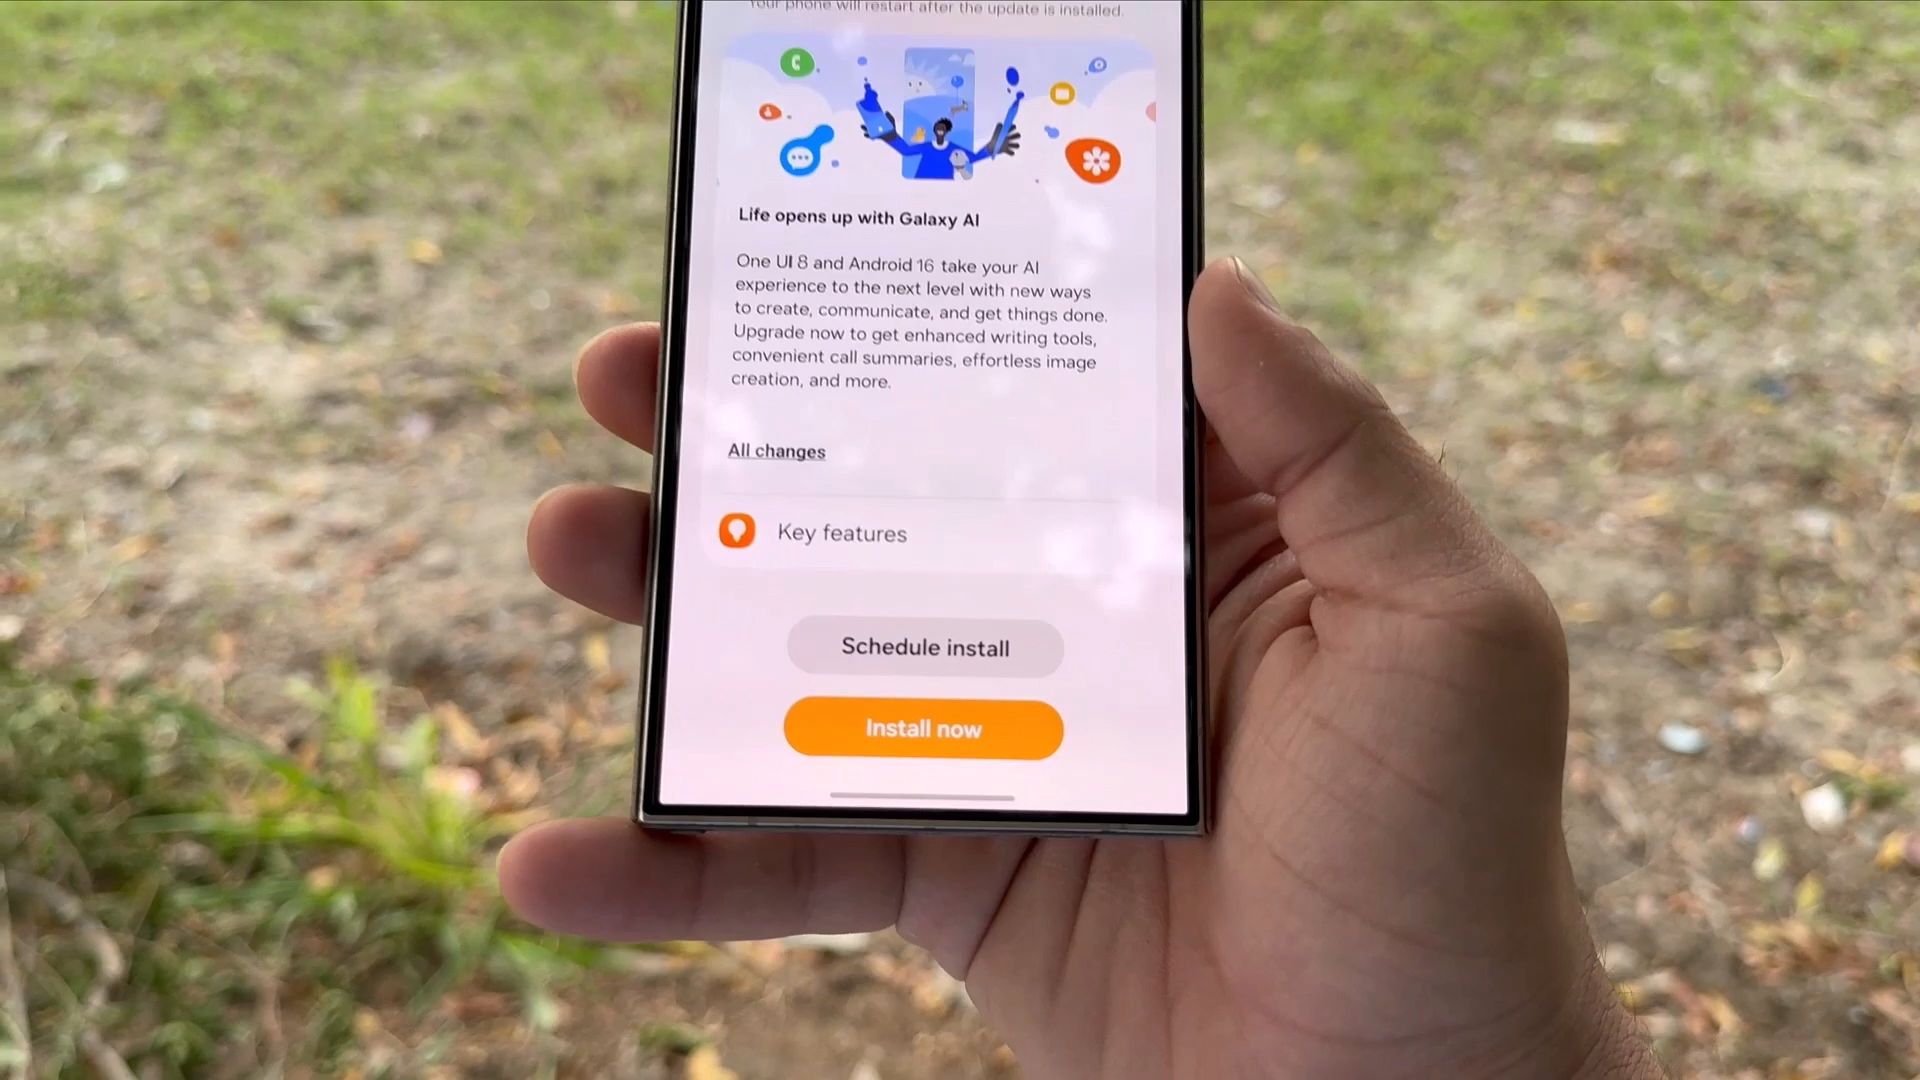 Your phone will restart after the update is installed.
Life opens up with Galaxy AI
One UI 8 and Android 16 take your AI
experience to the next level with new ways
to create, communicate, and get things done.
Upgrade now to get enhanced writing tools,
convenient call summaries, effortless image
creation, and more.
All changes
Key features
Schedule install
Install now